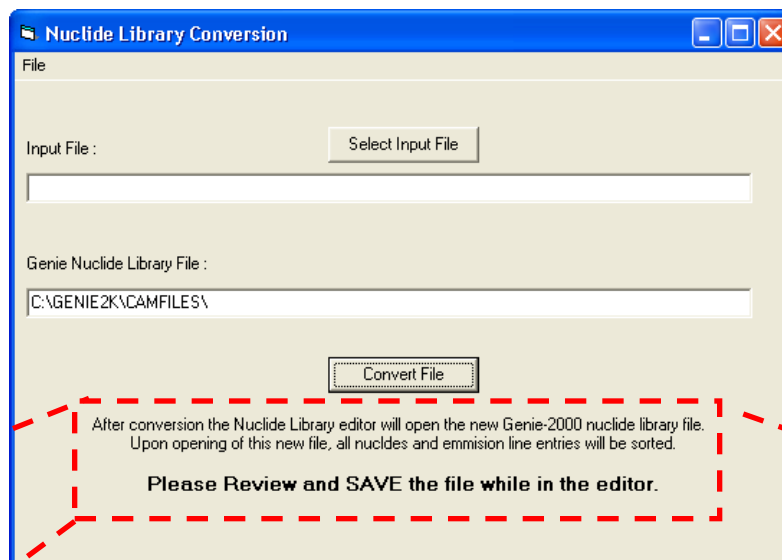 Nuclide Library Conversion
File
Input File :
Select Input File
Genie Nuclide Library File :
C:\GENIE2K\CAMFILES\
Convert File
After conversion the Nuclide Library editor will open the new Genie-2000 nuclide library file.
Upon opening of this new file, all nucldes and emmision line entries will be sorted.
Please Review and SAVE the file while in the editor.